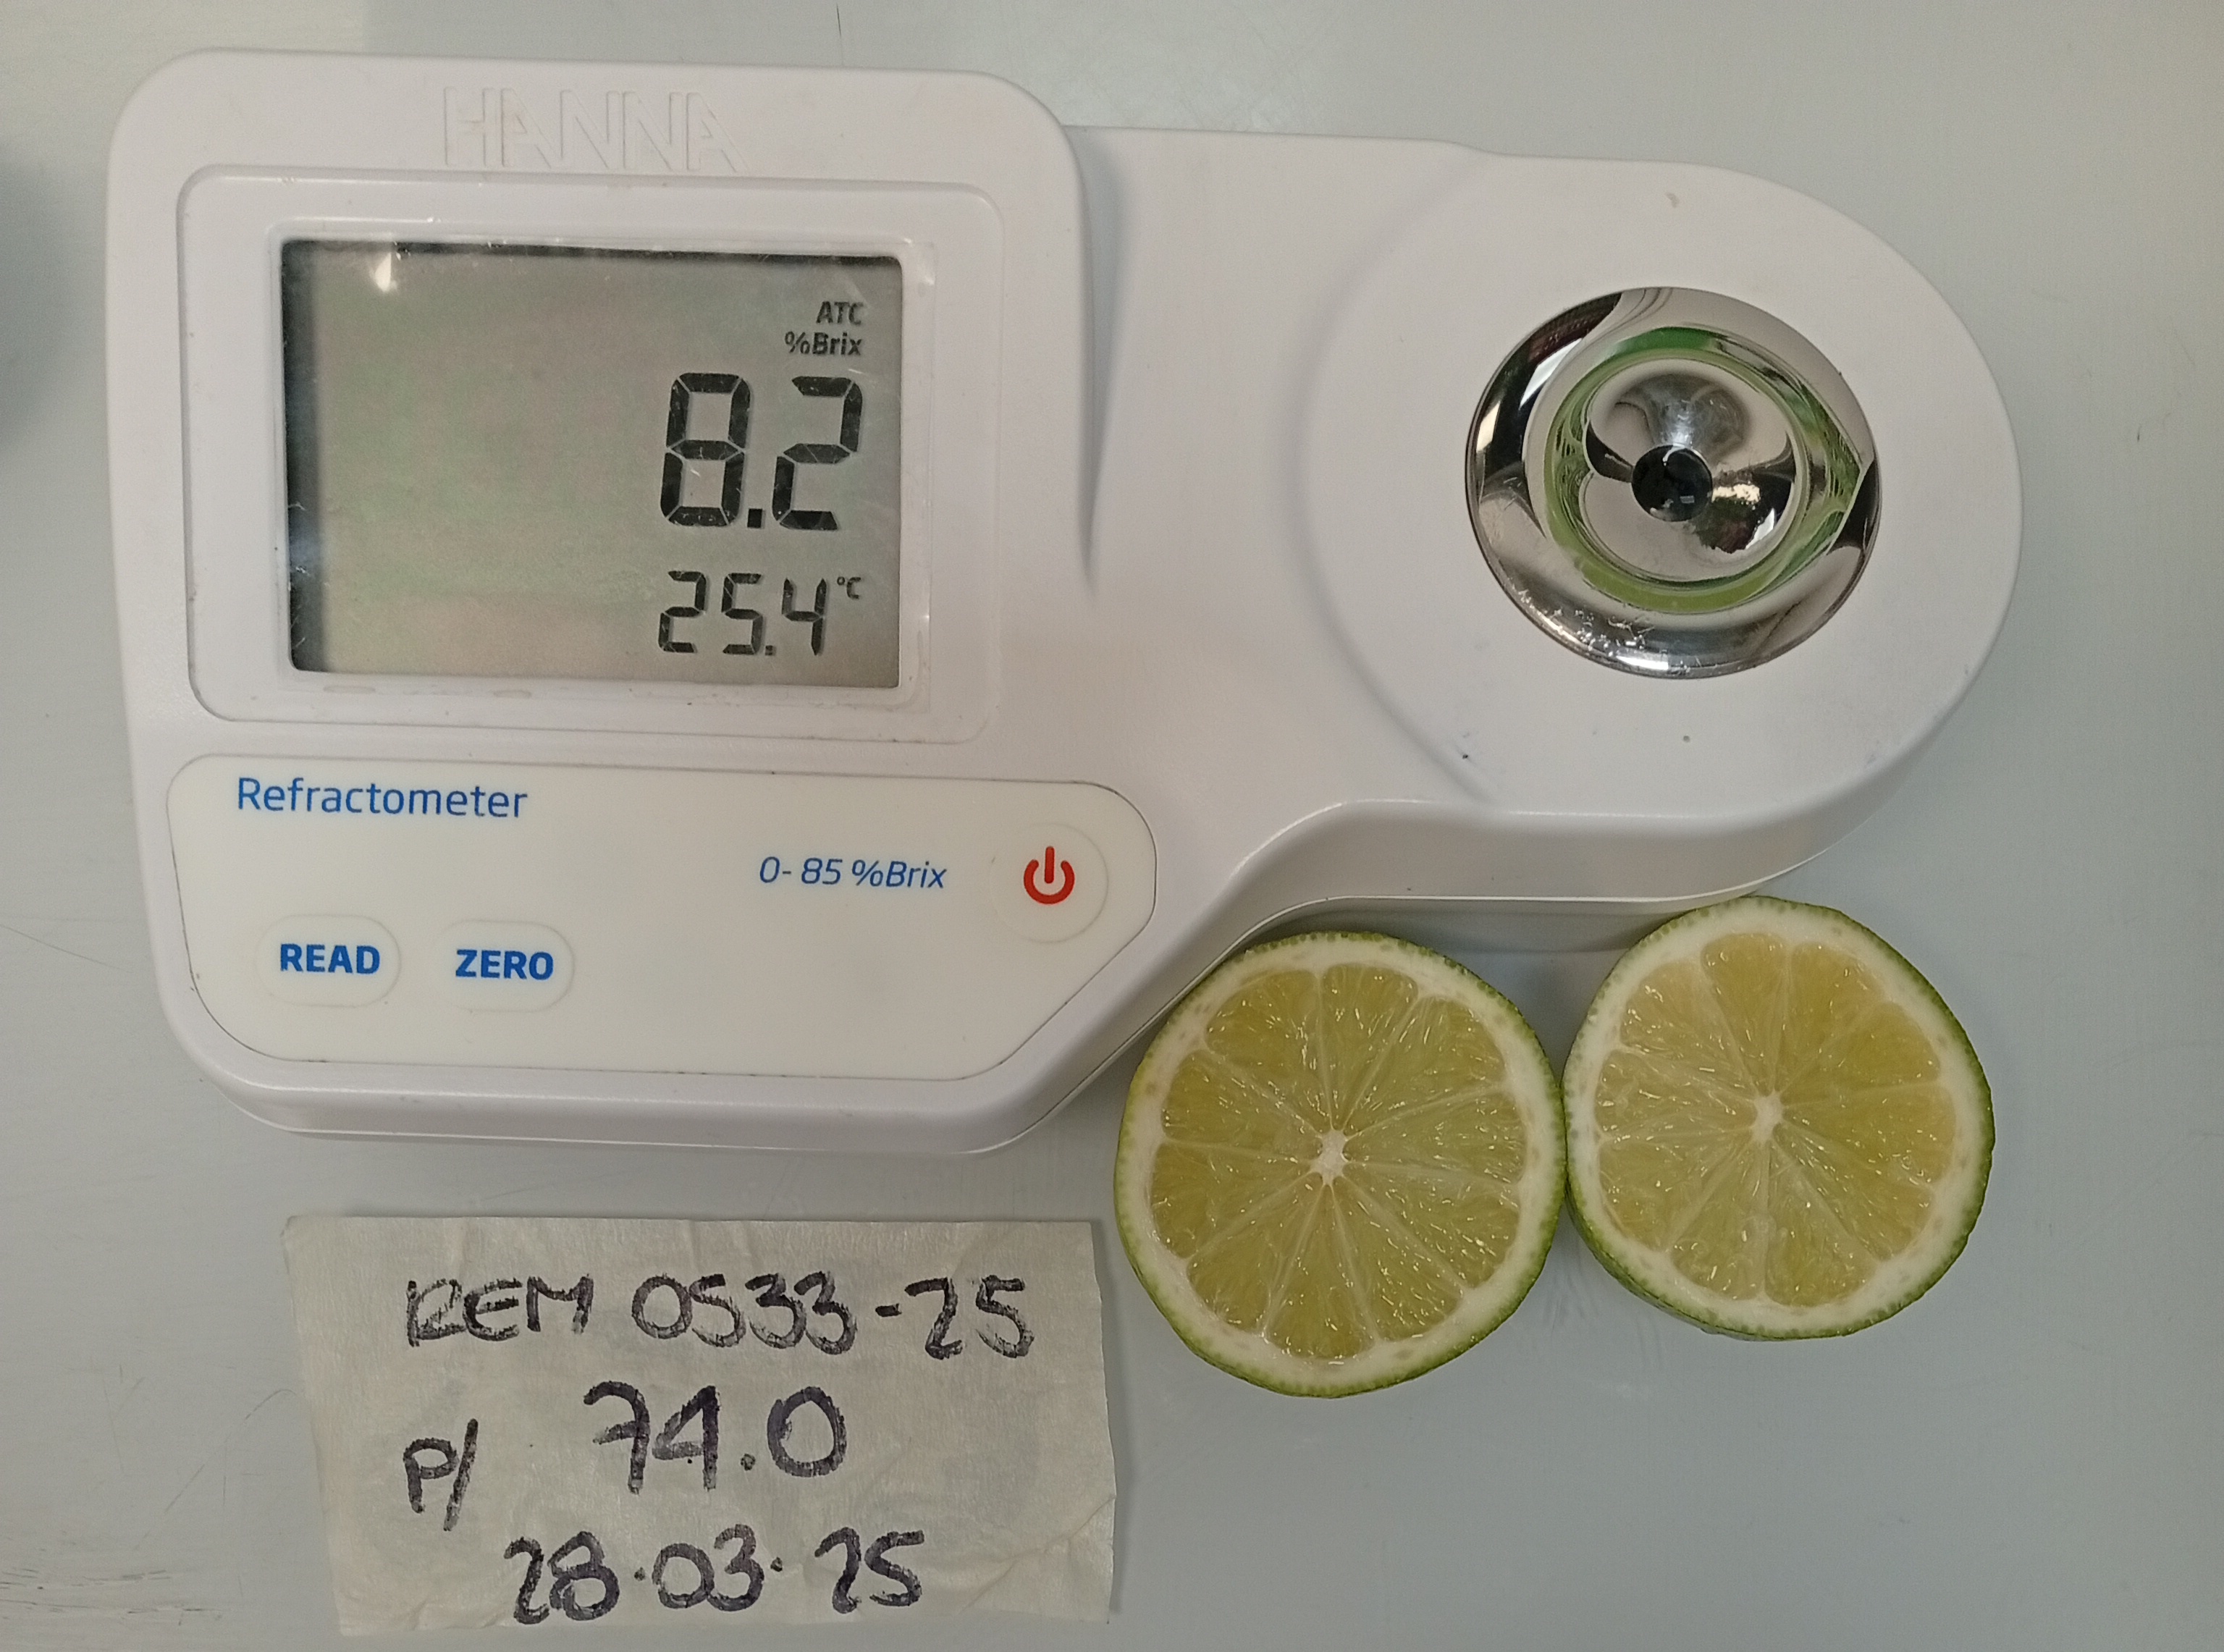 HANNA
ATC
%Brix
8.2
25.4°C
Refractometer
0-85 %Brix
READ ZERO
REM 0533-25
P/ 74.0
28.03.25